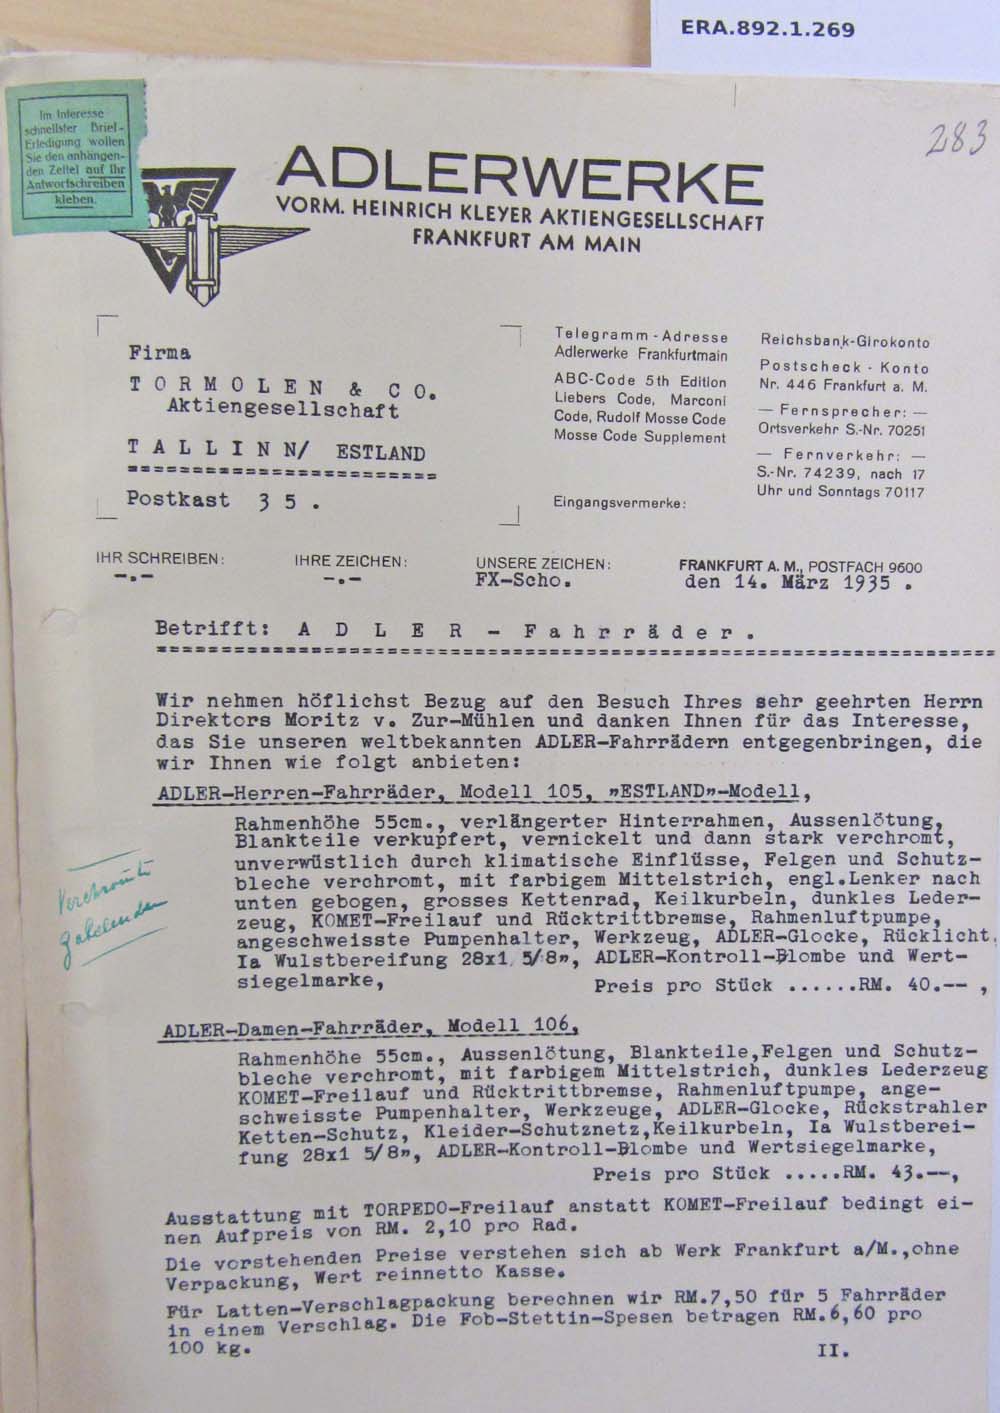 ERA.892.1.269
283
Im Interesse
schnellster Brief-
Erledigung wollen
Sie den anhängen-
den Zettel auf Ihr
Antwortschreiben
kleben.
ADLERWERKE
VORM. HEINRICH KLEYER AKTIENGESELLSCHAFT
FRANKFURT AM MAIN
Firma
TORMOLEN & CO.
Aktiengesellschaft
TALLINN/ ESTLAND
Postkast 35.
Telegramm-Adresse
Adlerwerke Frankfurtmain
ABC-Code 5th Edition
Liebers Code, Marconi
Code, Rudolf Mosse Code
Mosse Code Supplement
Eingangsvermerke:
Reichsbank-Girokonto
Postscheck-Konto
Nr. 446 Frankfurt a. M.
— Fernsprecher: —
Ortsverkehr S.-Nr. 70251
— Fernverkehr: —
S.-Nr. 74239, nach 17
Uhr und Sonntags 70117
IHR SCHREIBEN: IHRE ZEICHEN: UNSERE ZEICHEN: FRANKFURT A. M., POSTFACH 9600
-.- -.- FX-Scho. den 14. März 1935 .
Betrifft: ADLER - Fahrräder.
Wir nehmen höflichst Bezug auf den Besuch Ihres sehr geehrten Herrn
Direktors Moritz v. Zur-Mühlen und danken Ihnen für das Interesse,
das Sie unseren weltbekannten ADLER-Fahrrädern entgegenbringen, die
wir Ihnen wie folgt anbieten:
ADLER-Herren-Fahrräder, Modell 105, "ESTLAND"-Modell,
Rahmenhöhe 55cm., verlängerter Hinterrahmen, Aussenlötung,
Blankteile verkupfert, vernickelt und dann stark verchromt,
unverwüstlich durch klimatische Einflüsse, Felgen und Schutz-
bleche verchromt, mit farbigem Mittelstrich, engl.Lenker nach
unten gebogen, grosses Kettenrad, Keilkurbeln, dunkles Leder-
zeug, KOMET-Freilauf und Rücktrittbremse, Rahmenluftpumpe,
angeschweisste Pumpenhalter, Werkzeug, ADLER-Glocke, Rücklicht,
Ia Wulstbereifung 28x1 5/8", ADLER-Kontroll-Plombe und Wert-
siegelmarke, Preis pro Stück ......RM. 40.-- ,
Verchromte
Gabelenden
ADLER-Damen-Fahrräder, Modell 106,
Rahmenhöhe 55cm., Aussenlötung, Blankteile,Felgen und Schutz-
bleche verchromt, mit farbigem Mittelstrich, dunkles Lederzeug
KOMET-Freilauf und Rücktrittbremse, Rahmenluftpumpe, ange-
schweisste Pumpenhalter, Werkzeuge, ADLER-Glocke, Rückstrahler
Ketten-Schutz, Kleider-Schutznetz,Keilkurbeln, Ia Wulstberei-
fung 28x1 5/8", ADLER-Kontroll-Plombe und Wertsiegelmarke,
Preis pro Stück .....RM. 43.--,
Ausstattung mit TORPEDO-Freilauf anstatt KOMET-Freilauf bedingt ei-
nen Aufpreis von RM. 2,10 pro Rad.
Die vorstehenden Preise verstehen sich ab Werk Frankfurt a/M.,ohne
Verpackung, Wert reinnetto Kasse.
Für Latten-Verschlagpackung berechnen wir RM.7,50 für 5 Fahrräder
in einem Verschlag. Die Fob-Stettin-Spesen betragen RM.6,60 pro
100 kg.
II.